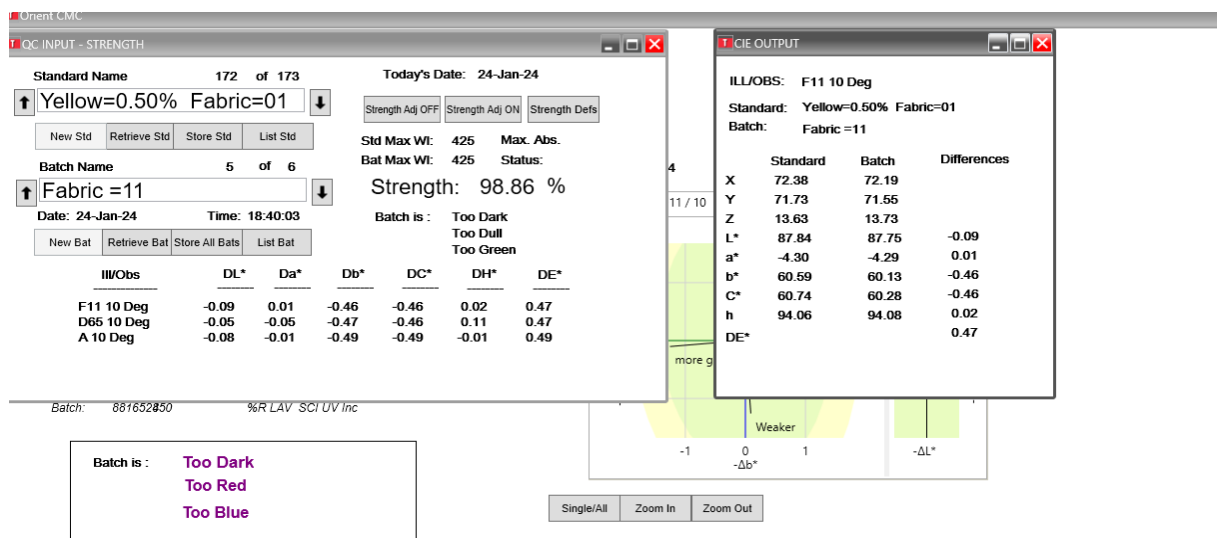 Orient CMC
QC INPUT - STRENGTH
Standard Name 172 of 173 Today's Date: 24-Jan-24
Yellow=0.50% Fabric=01
Strength Adj OFF Strength Adj ON Strength Defs
New Std Retrieve Std Store Std List Std
Std Max WI: 425 Max. Abs.
Bat Max WI: 425 Status:
Batch Name 5 of 6
Fabric =11
Strength: 98.86 %
Date: 24-Jan-24 Time: 18:40:03
Batch is : Too Dark
Too Dull
Too Green
New Bat Retrieve Bat Store All Bats List Bat
Ill/Obs DL* Da* Db* DC* DH* DE*
F11 10 Deg -0.09 0.01 -0.46 -0.46 0.02 0.47
D65 10 Deg -0.05 -0.05 -0.47 -0.46 0.11 0.47
A 10 Deg -0.08 -0.01 -0.49 -0.49 -0.01 0.49
CIE OUTPUT
ILL/OBS: F11 10 Deg
Standard: Yellow=0.50% Fabric=01
Batch: Fabric =11
Standard Batch Differences
X 72.38 72.19
Y 71.73 71.55
Z 13.63 13.73
L* 87.84 87.75 -0.09
a* -4.30 -4.29 0.01
b* 60.59 60.13 -0.46
C* 60.74 60.28 -0.46
h 94.06 94.08 0.02
DE* 0.47
4
11 / 10
more g
Weaker
-1 0 1
-Δb*
-ΔL*
Batch: %R LAV SCI UV Inc
Batch is : Too Dark
Too Red
Too Blue
Single/All Zoom In Zoom Out